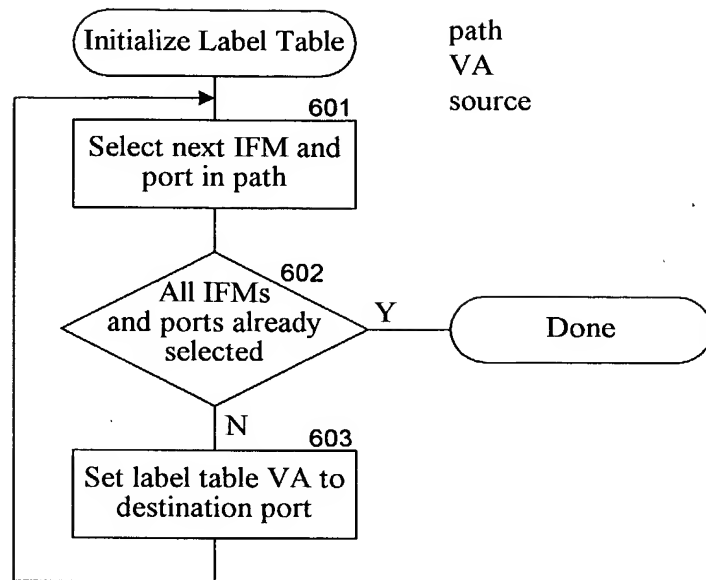 Initialize Label Table
path
VA
source
601
Select next IFM and
port in path
602
All IFMs
and ports already
selected
Y
Done
N
603
Set label table VA to
destination port